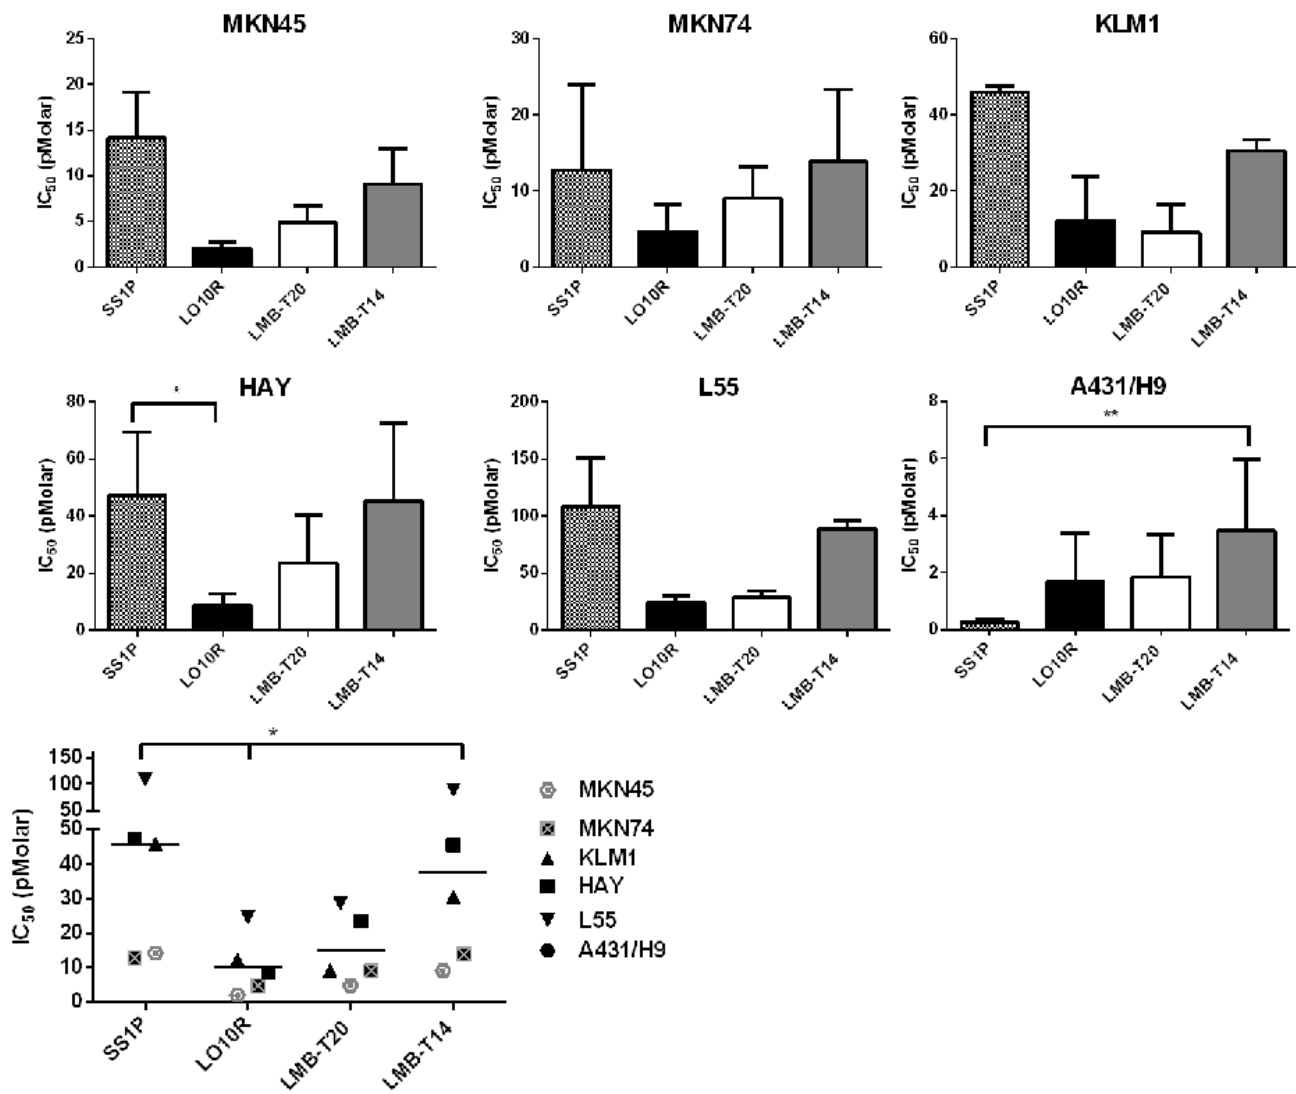 MKN45
IC50 (pMolar)
25
20
15
10
5
0
SS1P
LO10R
LMB-T20
LMB-T14
MKN74
IC50 (pMolar)
30
20
10
0
SS1P
LO10R
LMB-T20
LMB-T14
KLM1
IC50 (pMolar)
60
40
20
0
SS1P
LO10R
LMB-T20
LMB-T14
HAY
*
IC50 (pMolar)
80
60
40
20
0
SS1P
LO10R
LMB-T20
LMB-T14
L55
IC50 (pMolar)
200
150
100
50
0
SS1P
LO10R
LMB-T20
LMB-T14
A431/H9
**
IC50 (pMolar)
8
6
4
2
0
SS1P
LO10R
LMB-T20
LMB-T14
*
IC50 (pMolar)
150
100
50
50
40
30
20
10
0
SS1P
LO10R
LMB-T20
LMB-T14
MKN45
MKN74
KLM1
HAY
L55
A431/H9